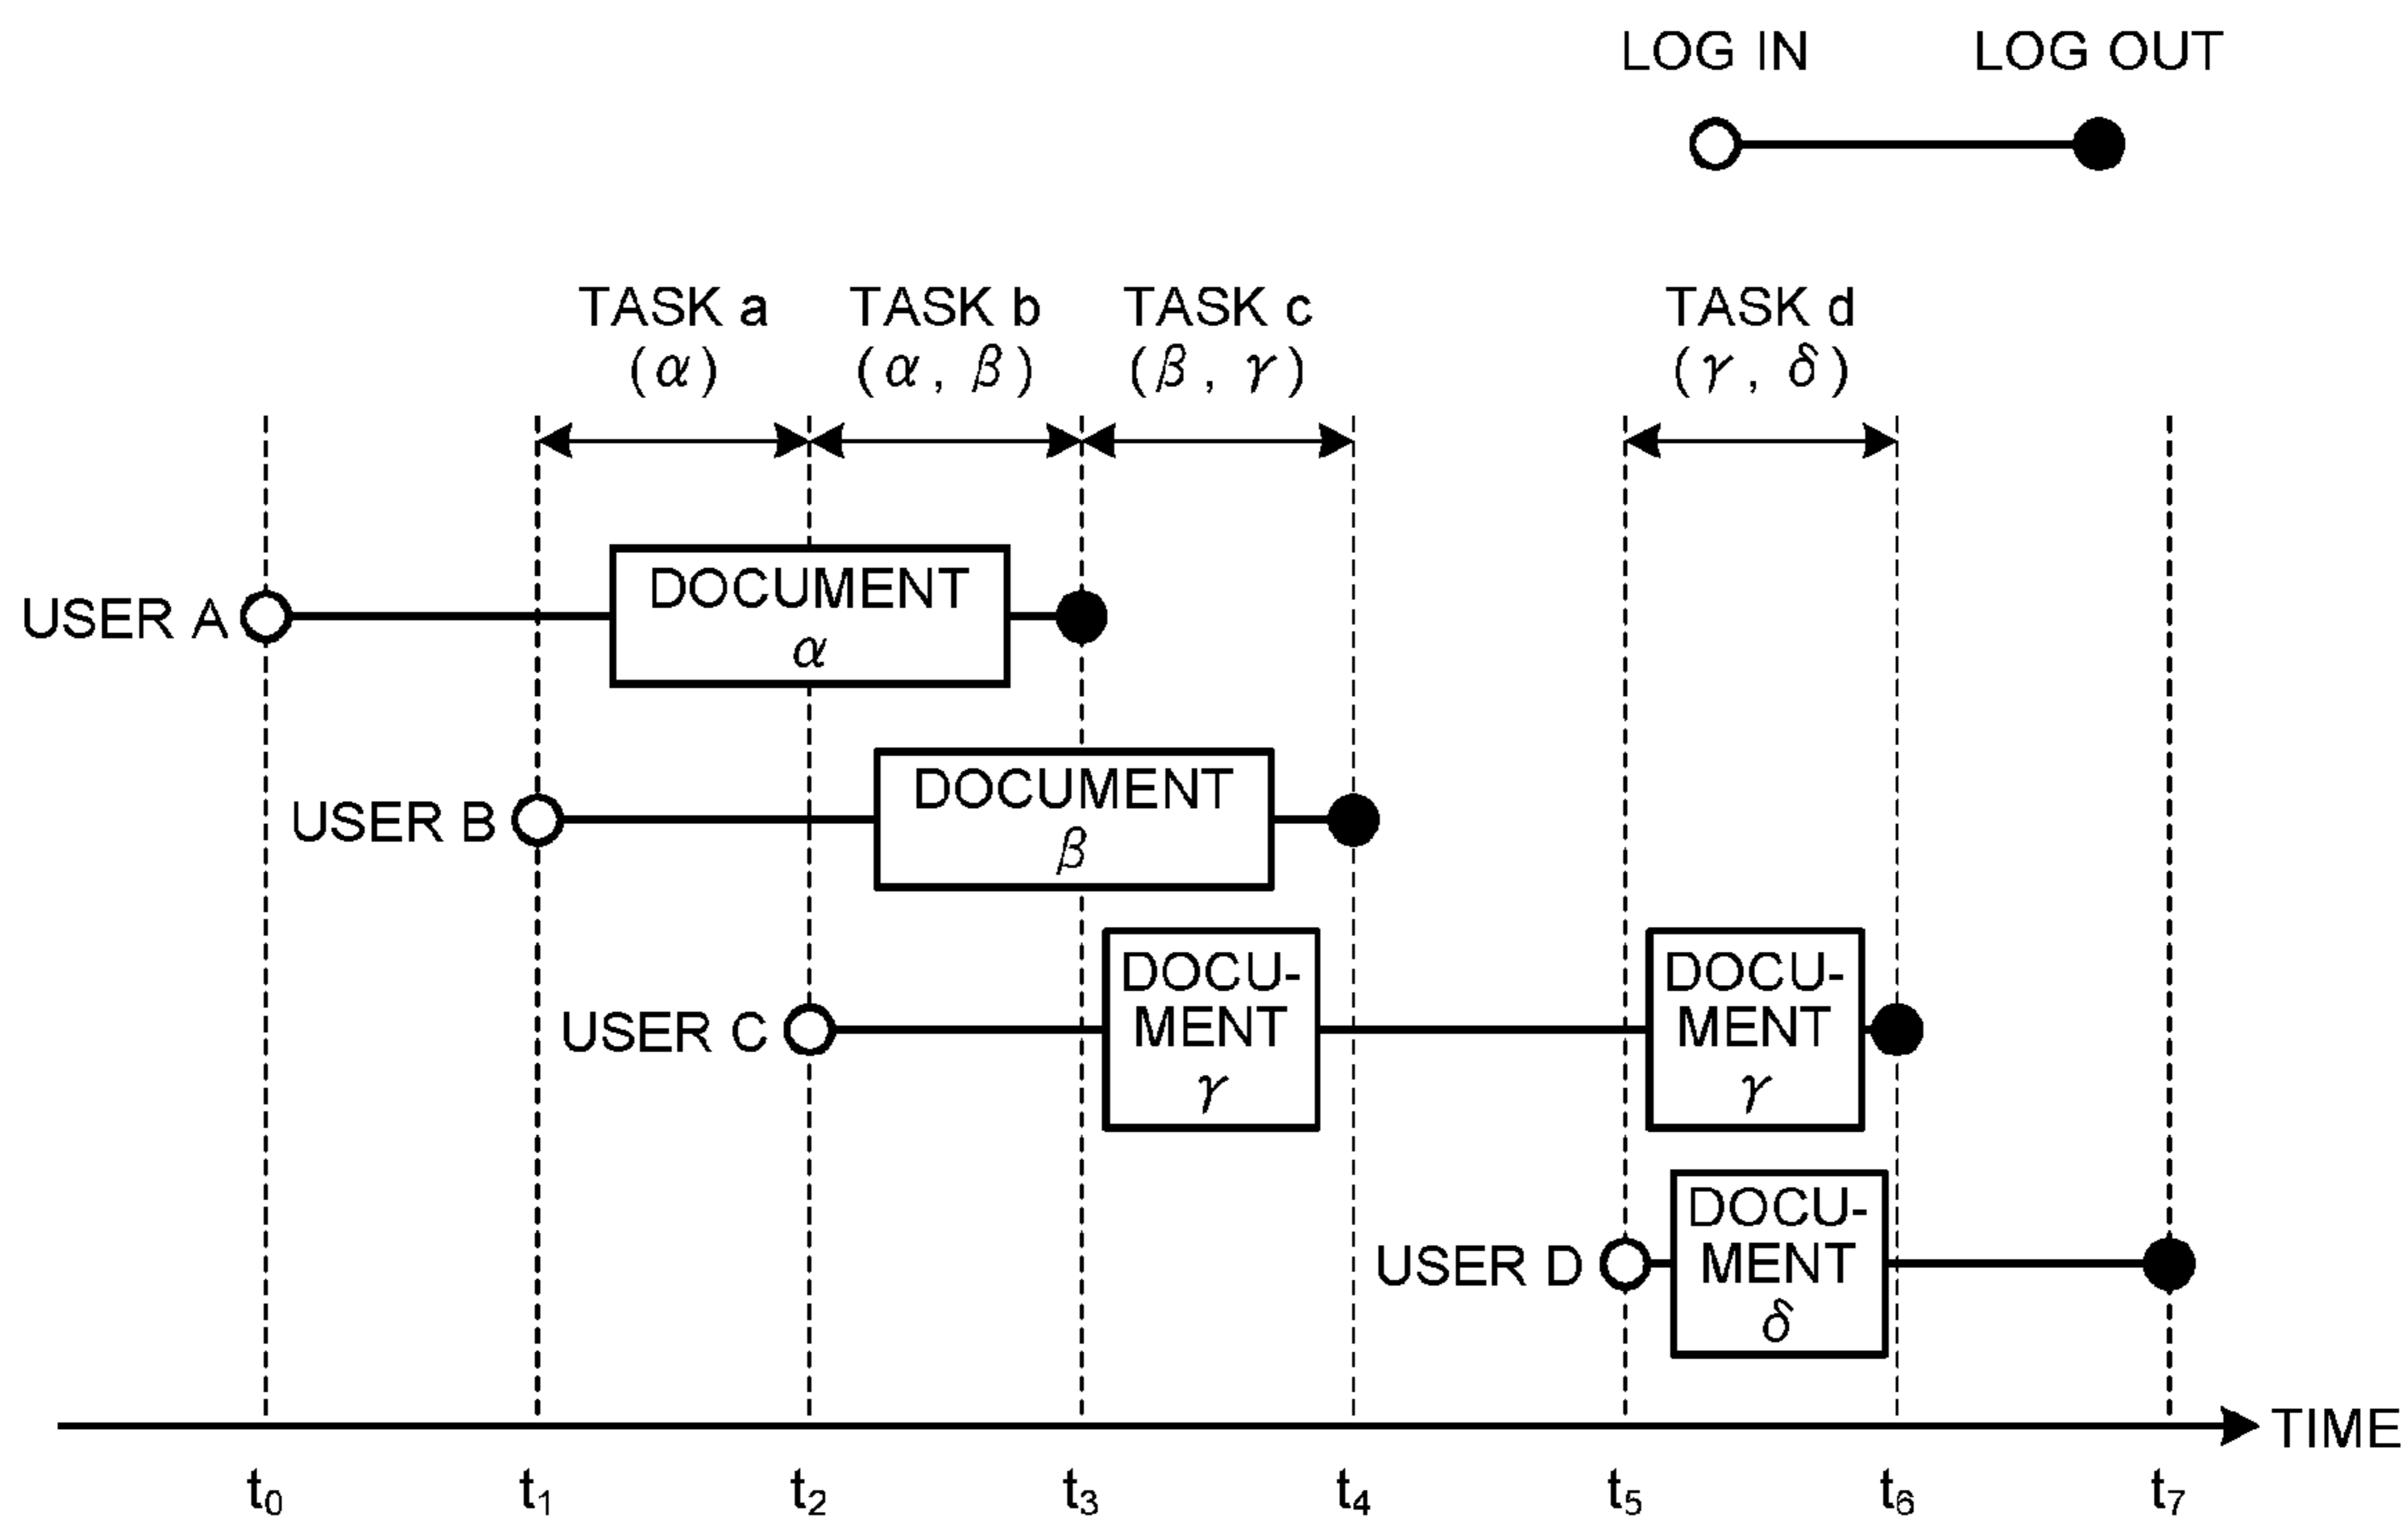 LOG IN LOG OUT
TASK a TASK b TASK c TASK d
(α) (α, β) (β, γ) (γ, δ)
USER A
DOCUMENT
α
USER B
DOCUMENT
β
USER C
DOCU-
MENT
γ
DOCU-
MENT
γ
USER D
DOCU-
MENT
δ
TIME
t₀ t₁ t₂ t₃ t₄ t₅ t₆ t₇